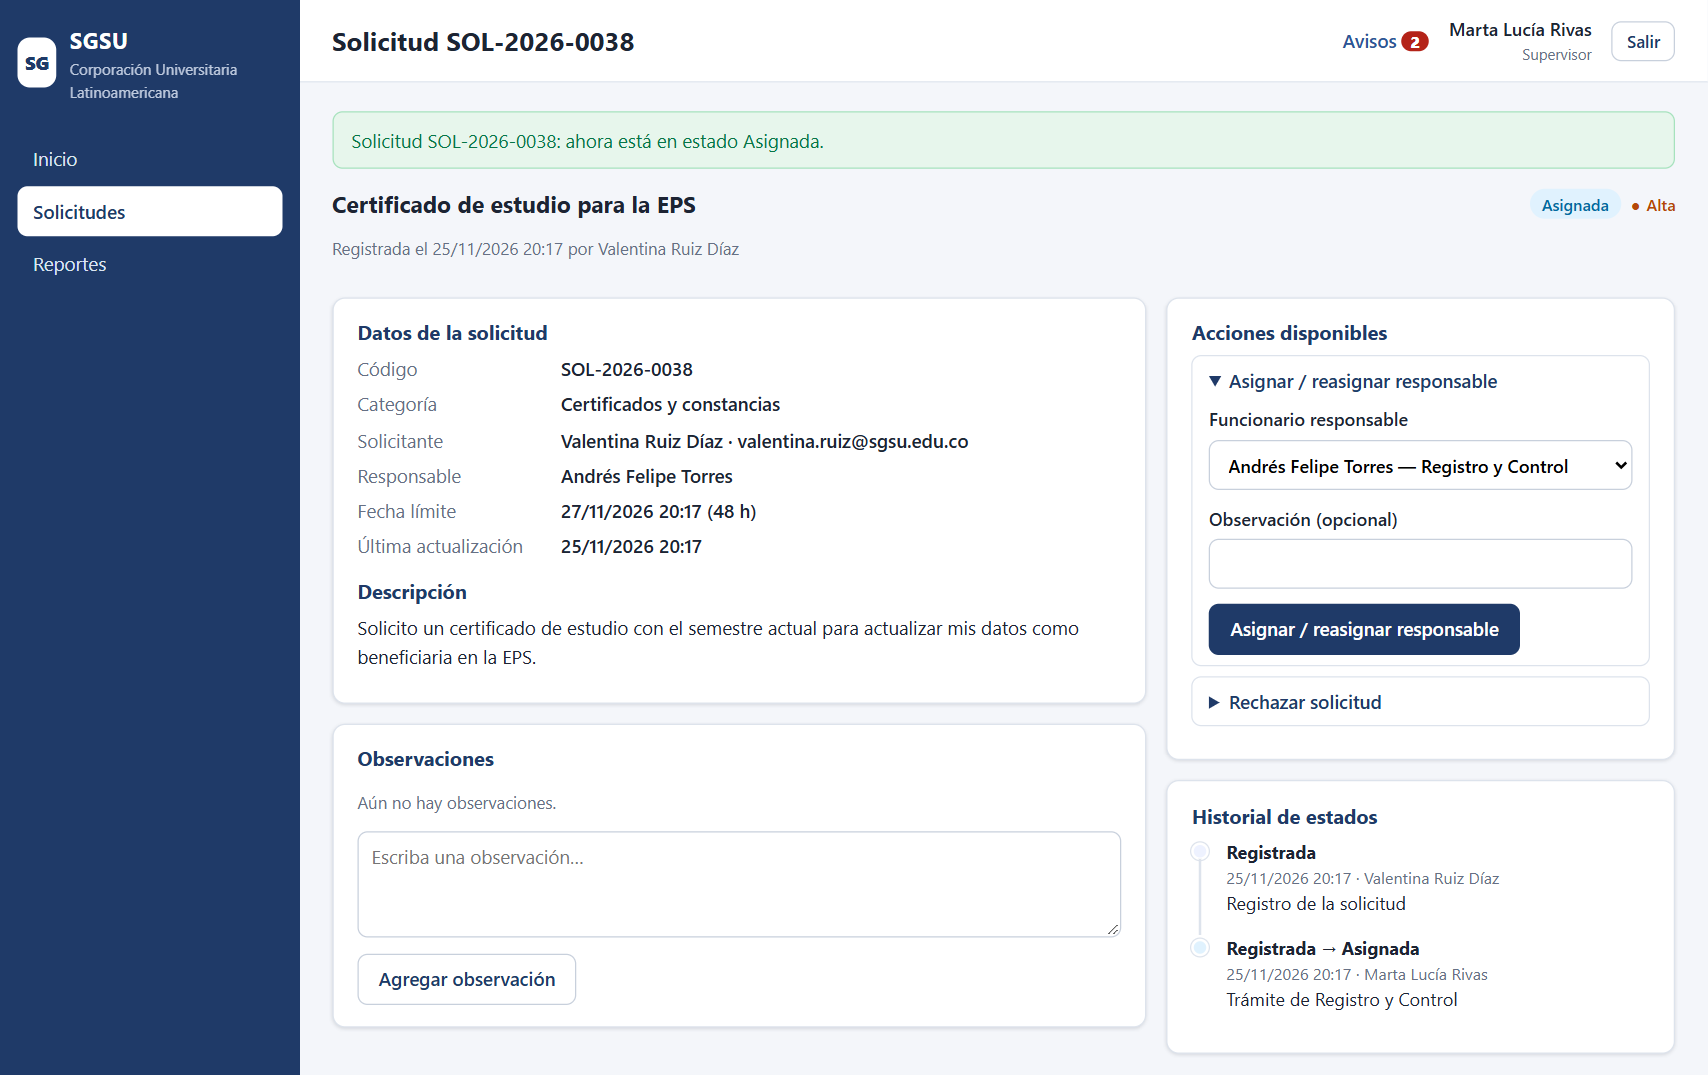 SG
SGSU
Corporación Universitaria
Latinoamericana
Inicio
Solicitudes
Reportes
Solicitud SOL-2026-0038
Avisos 2
Marta Lucía Rivas
Supervisor
Salir
Solicitud SOL-2026-0038: ahora está en estado Asignada.
Certificado de estudio para la EPS
Asignada
• Alta
Registrada el 25/11/2026 20:17 por Valentina Ruiz Díaz
Datos de la solicitud
Código SOL-2026-0038
Categoría Certificados y constancias
Solicitante Valentina Ruiz Díaz · valentina.ruiz@sgsu.edu.co
Responsable Andrés Felipe Torres
Fecha límite 27/11/2026 20:17 (48 h)
Última actualización 25/11/2026 20:17
Descripción
Solicito un certificado de estudio con el semestre actual para actualizar mis datos como
beneficiaria en la EPS.
Observaciones
Aún no hay observaciones.
Escriba una observación...
Agregar observación
Acciones disponibles
▼ Asignar / reasignar responsable
Funcionario responsable
Andrés Felipe Torres — Registro y Control
Observación (opcional)
Asignar / reasignar responsable
▶ Rechazar solicitud
Historial de estados
Registrada
25/11/2026 20:17 · Valentina Ruiz Díaz
Registro de la solicitud
Registrada → Asignada
25/11/2026 20:17 · Marta Lucía Rivas
Trámite de Registro y Control